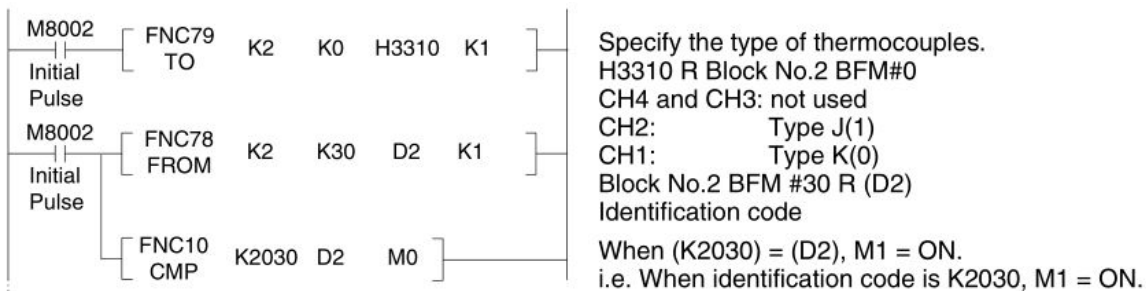 M8002
Initial
Pulse
FNC79
TO
K2 K0 H3310 K1
M8002
Initial
Pulse
FNC78
FROM
K2 K30 D2 K1
FNC10
CMP
K2030 D2 M0
Specify the type of thermocouples.
H3310 R Block No.2 BFM#0
CH4 and CH3: not used
CH2: Type J(1)
CH1: Type K(0)
Block No.2 BFM #30 R (D2)
Identification code
When (K2030) = (D2), M1 = ON.
i.e. When identification code is K2030, M1 = ON.